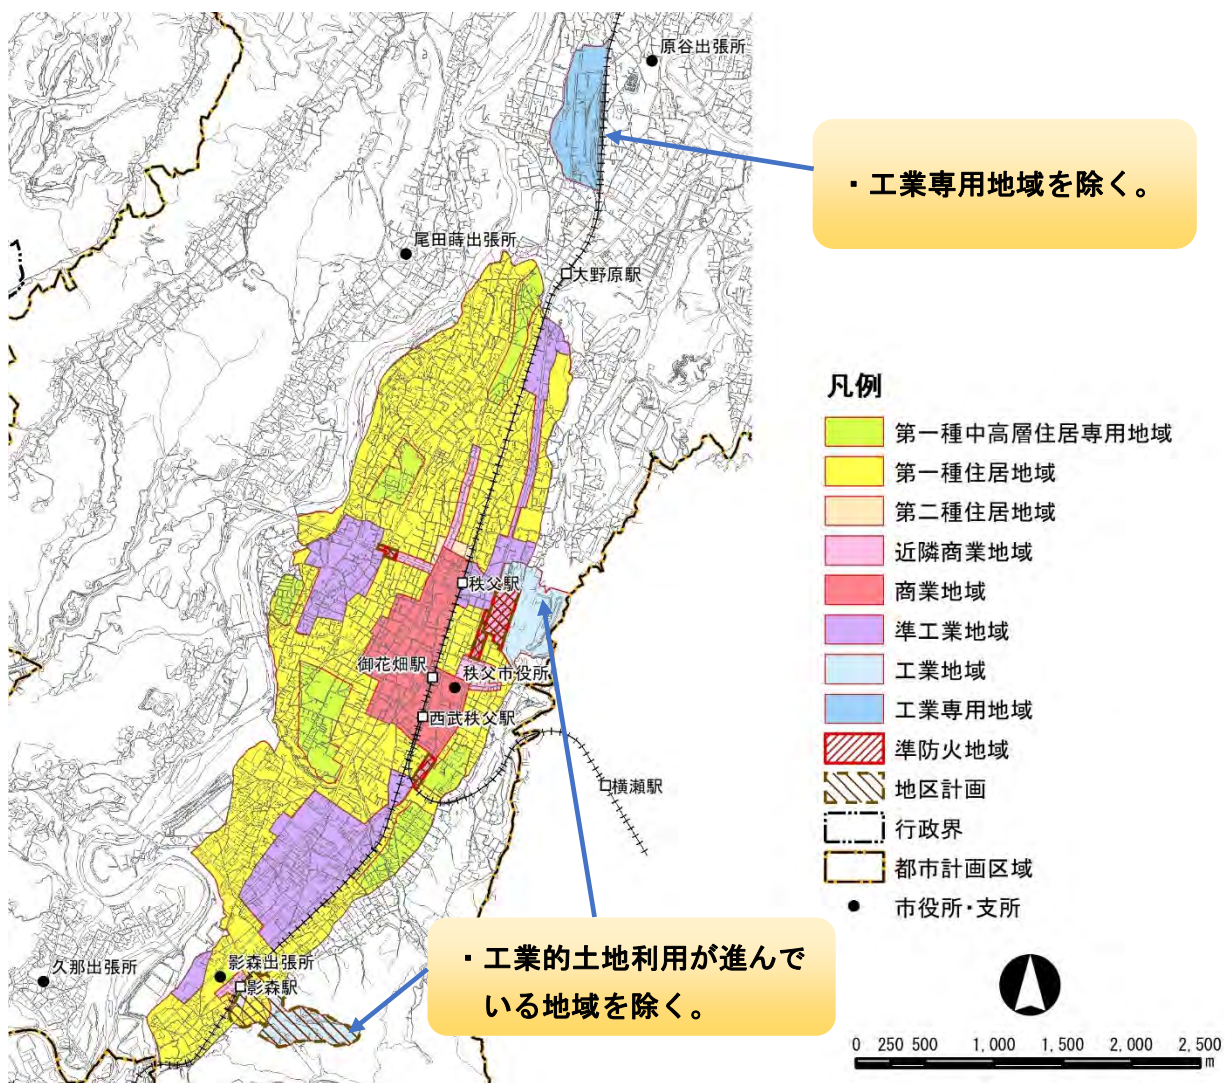 原谷出張所
・工業専用地域を除く。
尾田蒔出張所
大野原駅
凡例
第一種中高層住居専用地域
第一種住居地域
第二種住居地域
近隣商業地域
商業地域
準工業地域
工業地域
工業専用地域
準防火地域
地区計画
行政界
都市計画区域
市役所・支所
秩父駅
御花畑駅
秩父市役所
西武秩父駅
横瀬駅
・工業的土地利用が進んで
いる地域を除く。
久那出張所
影森出張所
影森駅
0 250 500 1,000 1,500 2,000 2,500
m